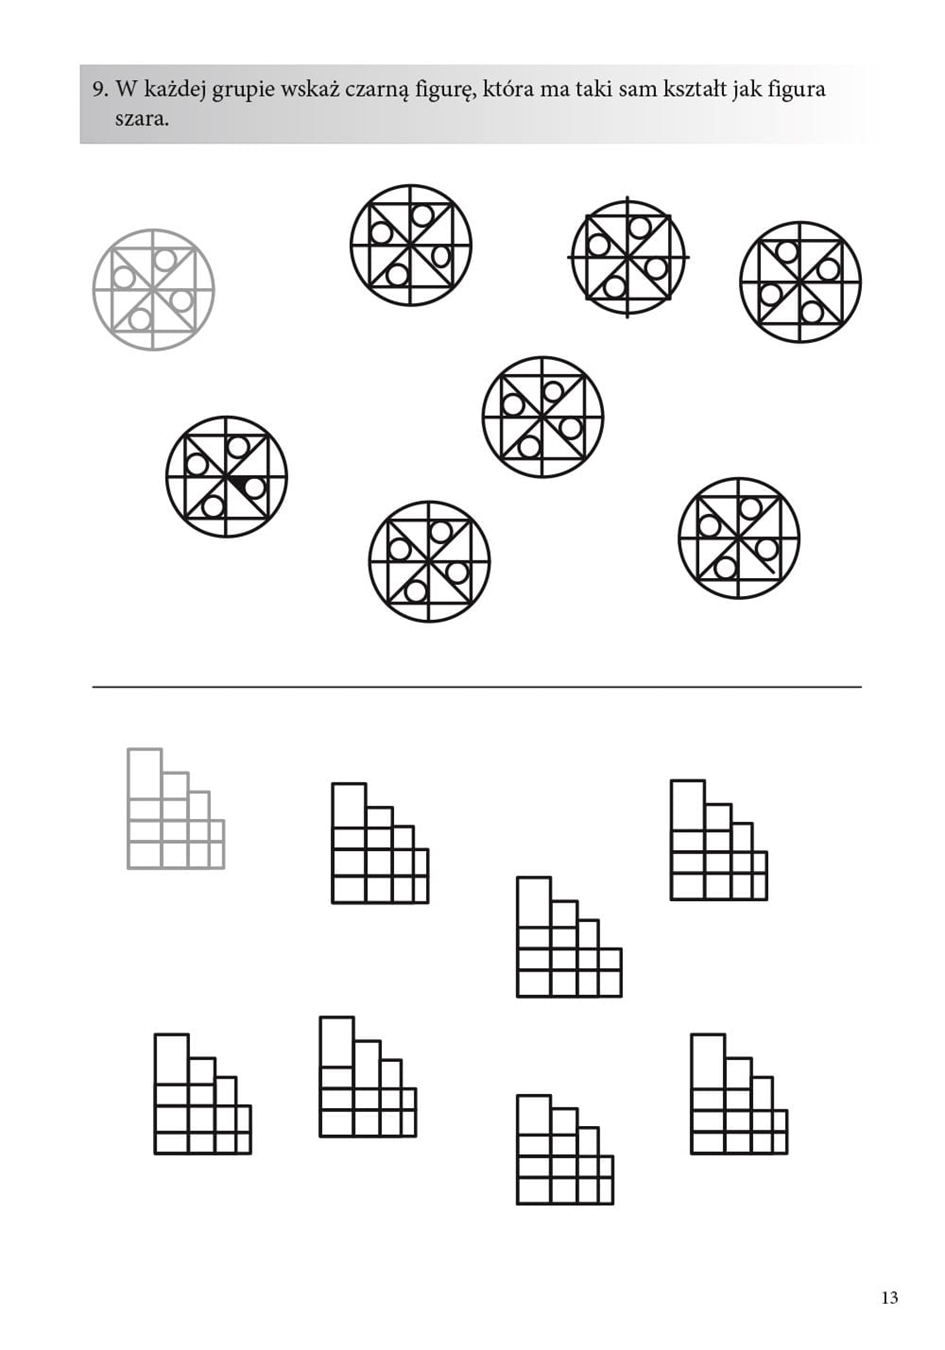 9. W każdej grupie wskaż czarną figurę, która ma taki sam kształt jak figura
szara.
13